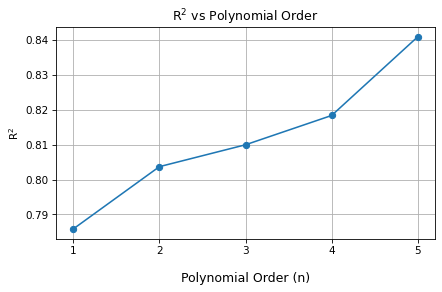 R² vs Polynomial Order
0.84
0.83
0.82
0.81
0.80
0.79
R²
1 2 3 4 5
Polynomial Order (n)